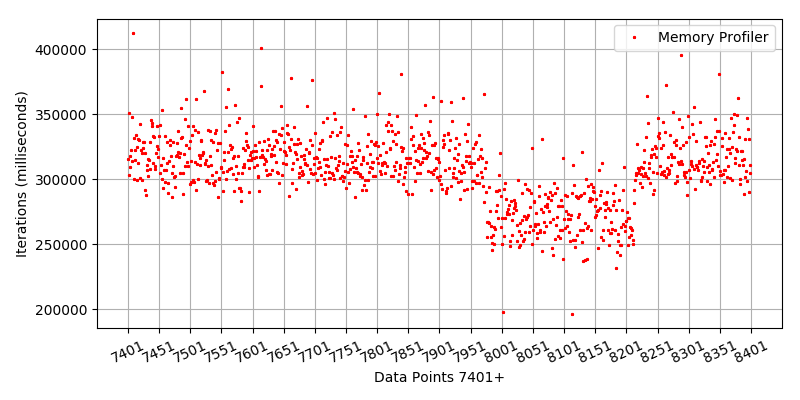 Memory Profiler
400000
350000
300000
250000
200000
Iterations (milliseconds)
7401 7451 7501 7551 7601 7651 7701 7751 7801 7851 7901 7951 8001 8051 8101 8151 8201 8251 8301 8351 8401
Data Points 7401+